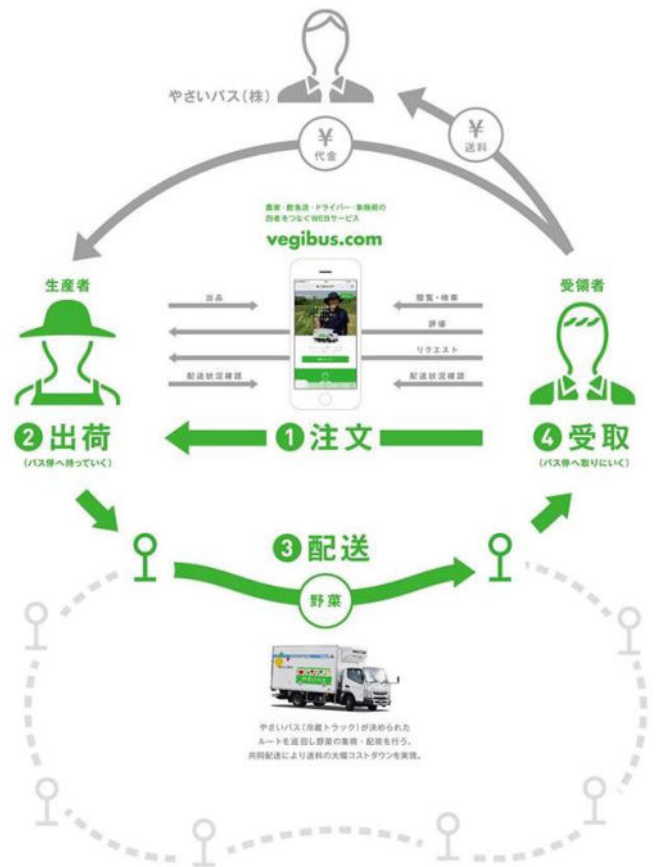 やさいバス(株)
¥
代金
¥
送料
農家・飲食店・ドライバー・事務局の
四者をつなぐWEBサービス
vegibus.com
生産者
受領者
出品
閲覧・検索
評価
リクエスト
配送状況確認
配送状況確認
❷出荷
(バス停へ持っていく)
❶注文
❹受取
(バス停へ取りにいく)
❸配送
野菜
やさいバス
やさいバス(冷蔵トラック)が決められた
ルートを巡回し野菜の集荷・配荷を行う。
共同配送により送料の大幅コストダウンを実現。